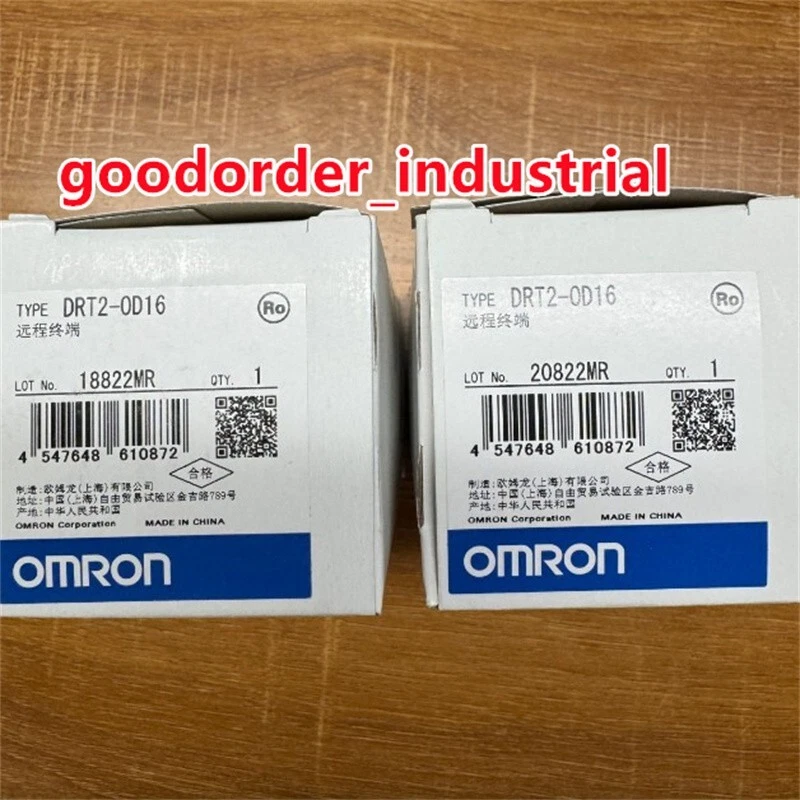 goodorder_industrial
TYPE DRT2-OD16
Ro
远程终端
LOT No. 18822MR QTY. 1
4 547648 610872
合格
制造:欧姆龙(上海)有限公司
地址:中国(上海)自由贸易试验区金吉路789号
产地:中华人民共和国
OMRON Corporation MADE IN CHINA
OMRON
TYPE DRT2-OD16
Ro
远程终端
LOT No. 20822MR QTY. 1
4 547648 610872
合格
制造:欧姆龙(上海)有限公司
地址:中国(上海)自由贸易试验区金吉路789号
产地:中华人民共和国
OMRON Corporation MADE IN CHINA
OMRON